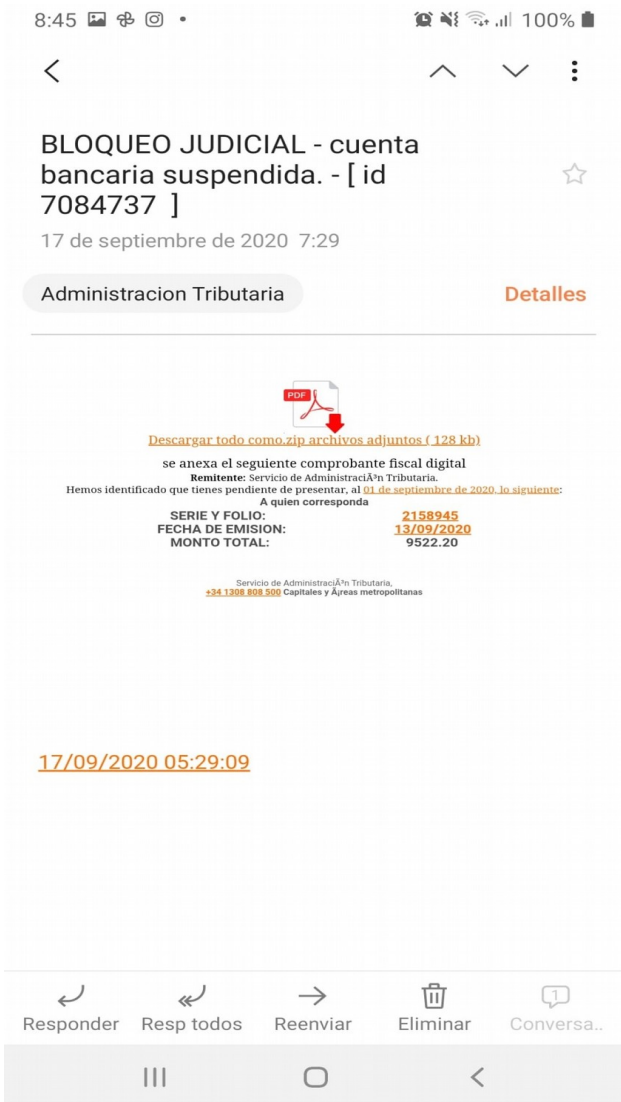 8:45 100%
BLOQUEO JUDICIAL - cuenta
bancaria suspendida. - [ id
7084737 ]
17 de septiembre de 2020 7:29
Administracion Tributaria Detalles
PDF
Descargar todo como.zip archivos adjuntos ( 128 kb)
se anexa el seguiente comprobante fiscal digital
Remitente: Servicio de AdministraciÃ³n Tributaria.
Hemos identificado que tienes pendiente de presentar, al 01 de septiembre de 2020, lo siguiente:
A quien corresponda
SERIE Y FOLIO: 2158945
FECHA DE EMISION: 13/09/2020
MONTO TOTAL: 9522.20
Servicio de AdministraciÃ³n Tributaria,
+34 1308 808 500 Capitales y Ã¡reas metropolitanas
17/09/2020 05:29:09
Responder Resp todos Reenviar Eliminar 1 Conversa..